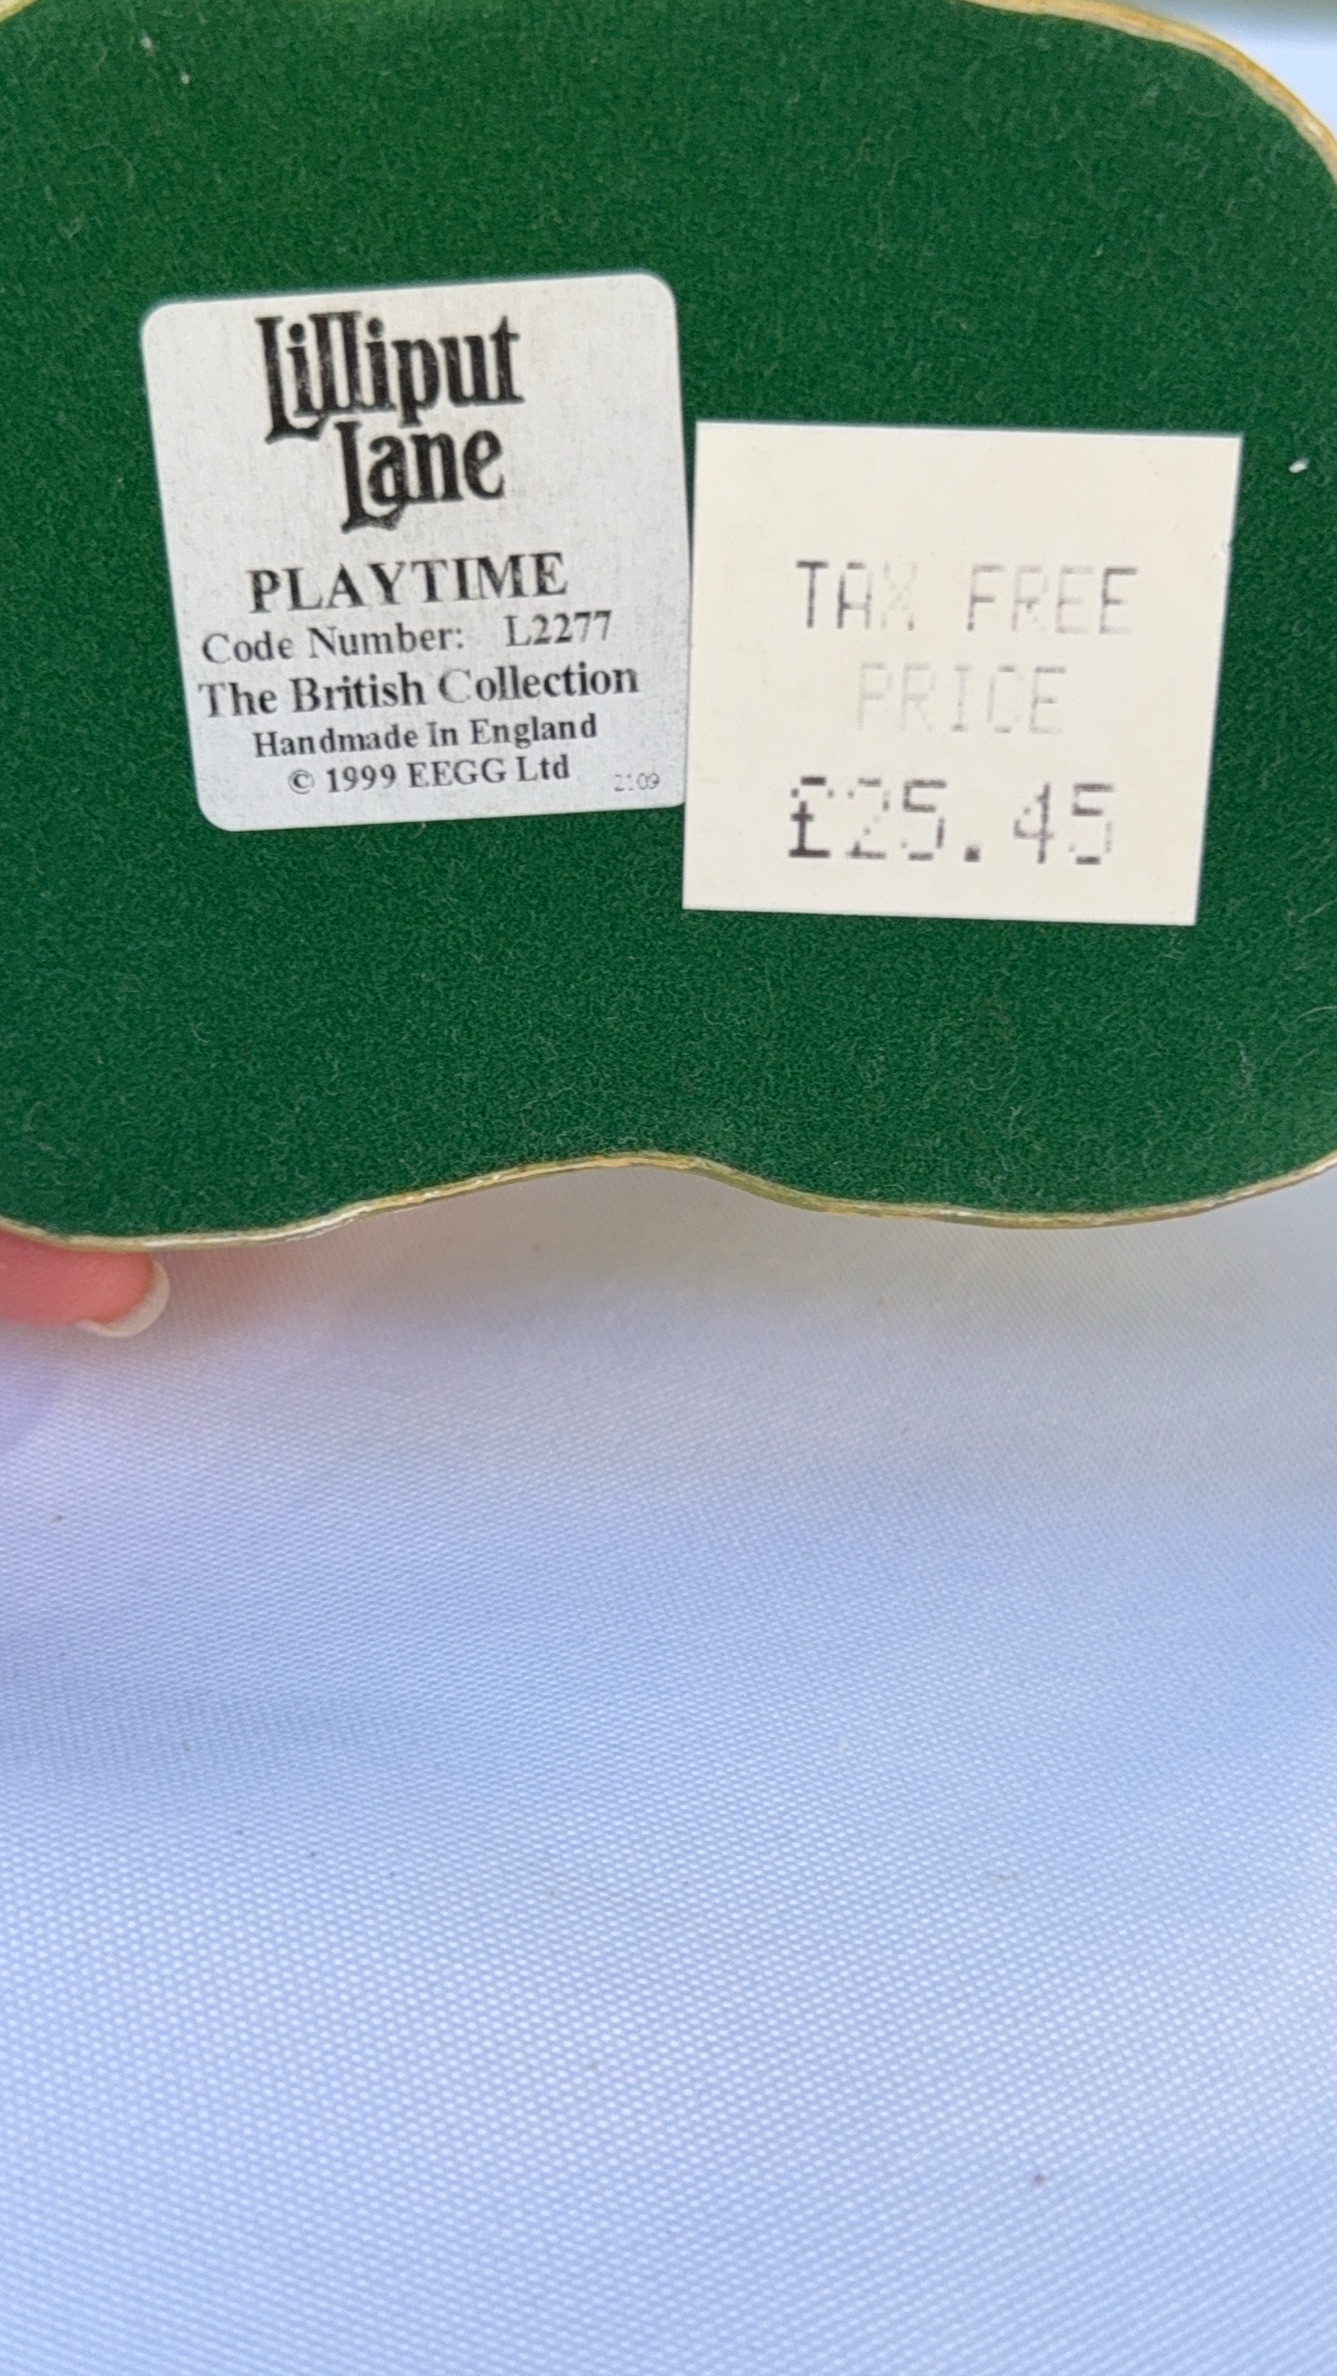 Lilliput
Lane
PLAYTIME
Code Number: L2277
The British Collection
Handmade In England
© 1999 EEGG Ltd
2109
TAX FREE
PRICE
£25.45